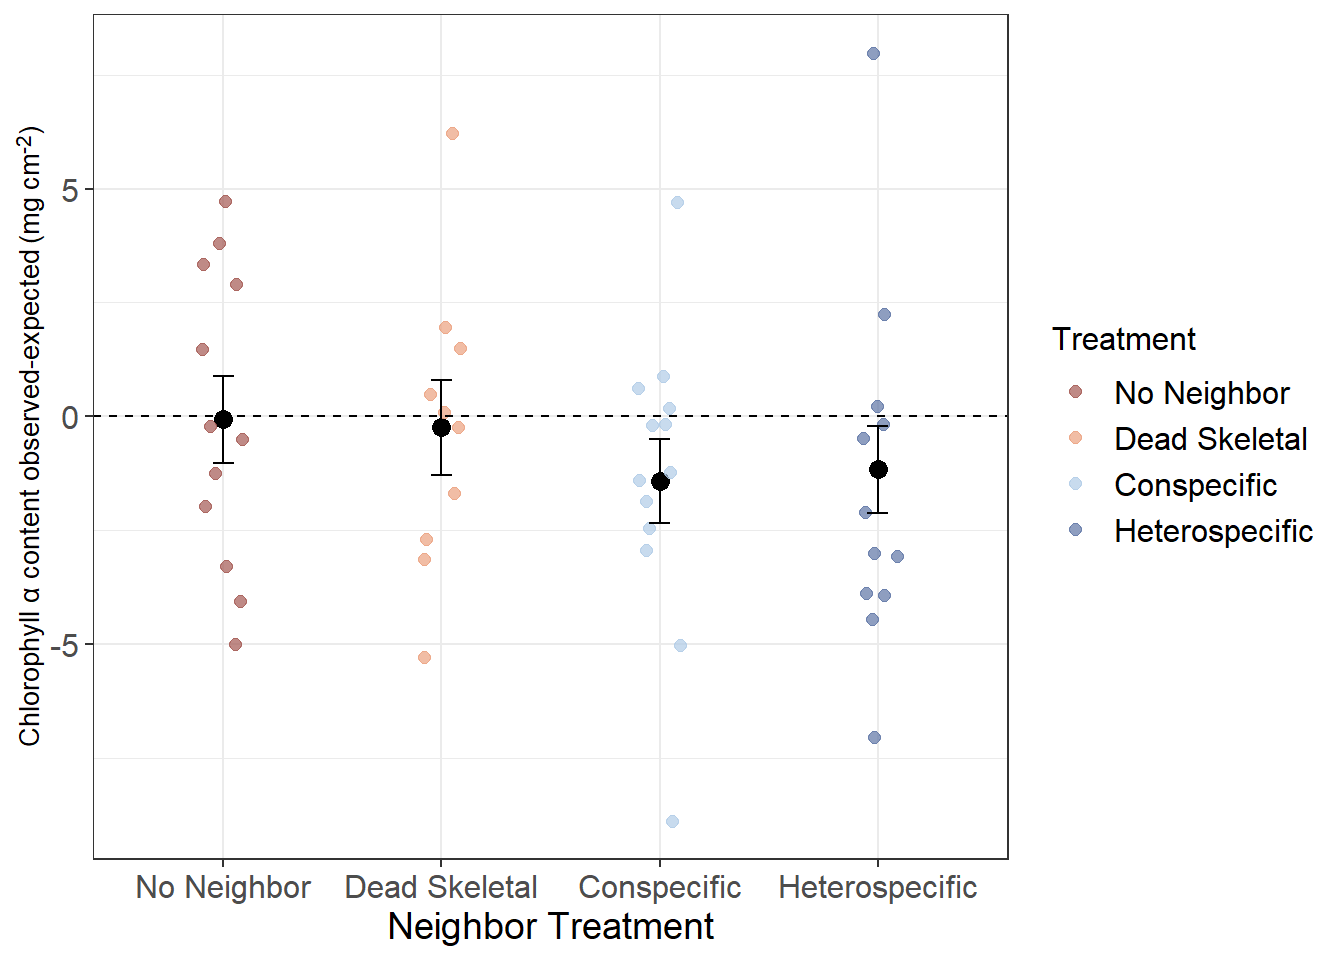 Chlorophyll α content observed-expected (mg cm⁻²)
5
0
-5
No Neighbor
Dead Skeletal
Conspecific
Heterospecific
Neighbor Treatment
Treatment
No Neighbor
Dead Skeletal
Conspecific
Heterospecific